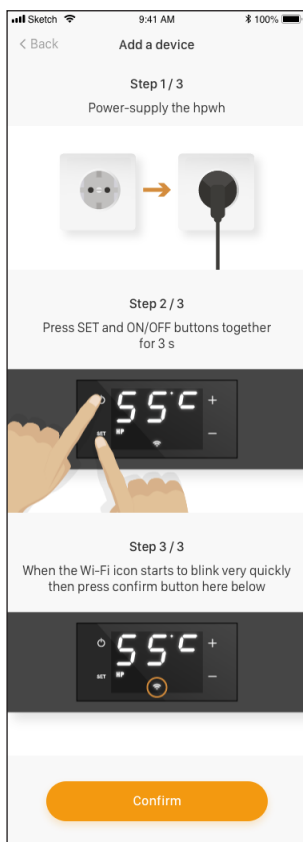 Sketch 9:41 AM 100%
< Back Add a device
Step 1 / 3
Power-supply the hpwh
Step 2 / 3
Press SET and ON/OFF buttons together
for 3 s
55°C
+
SET
HP
−
Step 3 / 3
When the Wi-Fi icon starts to blink very quickly
then press confirm button here below
55°C
+
SET
HP
−
Confirm